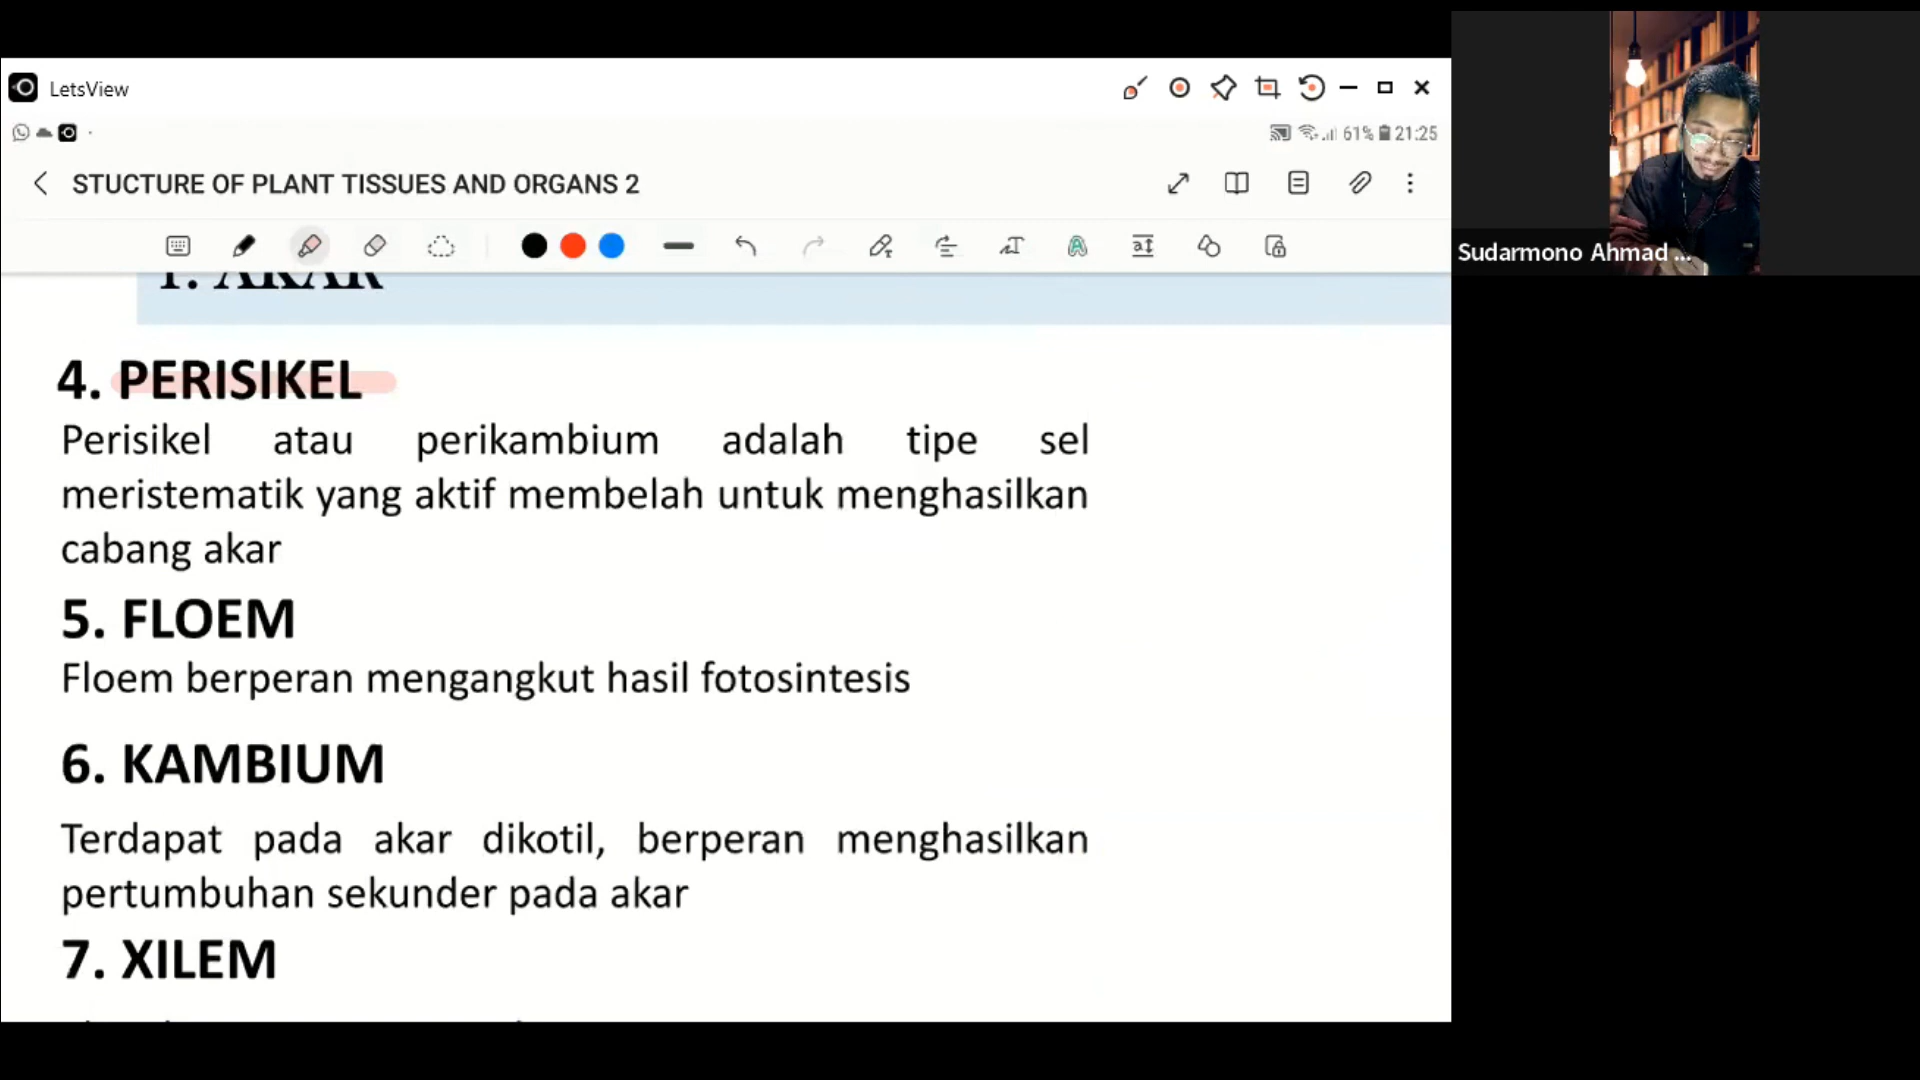 LetsView
61% 21:25
STUCTURE OF PLANT TISSUES AND ORGANS 2
1. AKAR
4. PERISIKEL
Perisikel atau perikambium adalah tipe sel
meristematik yang aktif membelah untuk menghasilkan
cabang akar
5. FLOEM
Floem berperan mengangkut hasil fotosintesis
6. KAMBIUM
Terdapat pada akar dikotil, berperan menghasilkan
pertumbuhan sekunder pada akar
7. XILEM
Sudarmono Ahmad ...